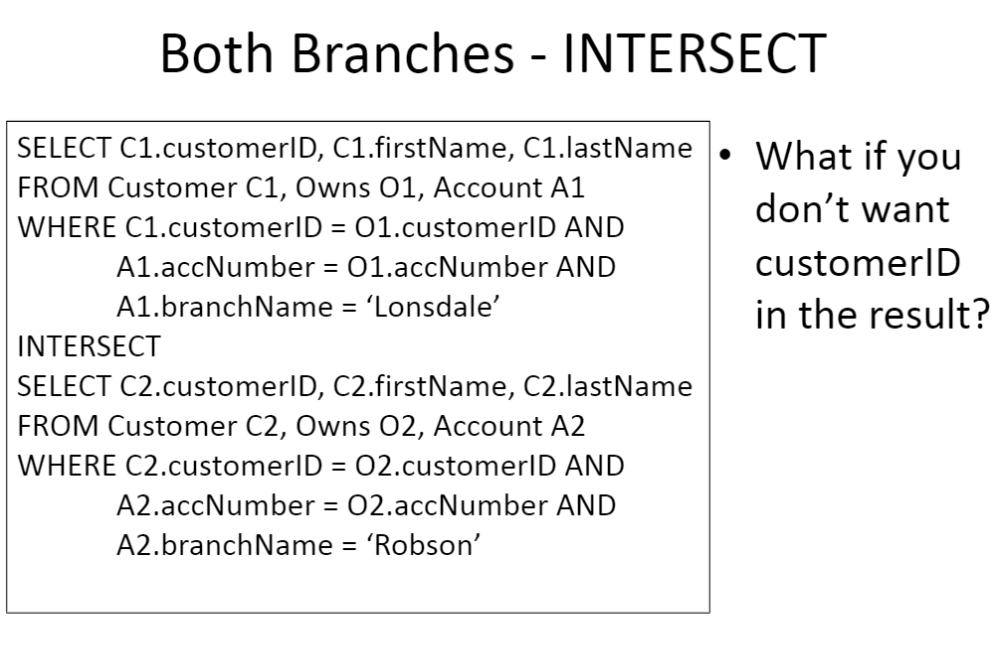 Both Branches - INTERSECT
SELECT C1.customerID, C1.firstName, C1.lastName
FROM Customer C1, Owns O1, Account A1
WHERE C1.customerID = O1.customerID AND
A1.accNumber = O1.accNumber AND
A1.branchName = ‘Lonsdale’
INTERSECT
SELECT C2.customerID, C2.firstName, C2.lastName
FROM Customer C2, Owns O2, Account A2
WHERE C2.customerID = O2.customerID AND
A2.accNumber = O2.accNumber AND
A2.branchName = ‘Robson’
• What if you
don’t want
customerID
in the result?